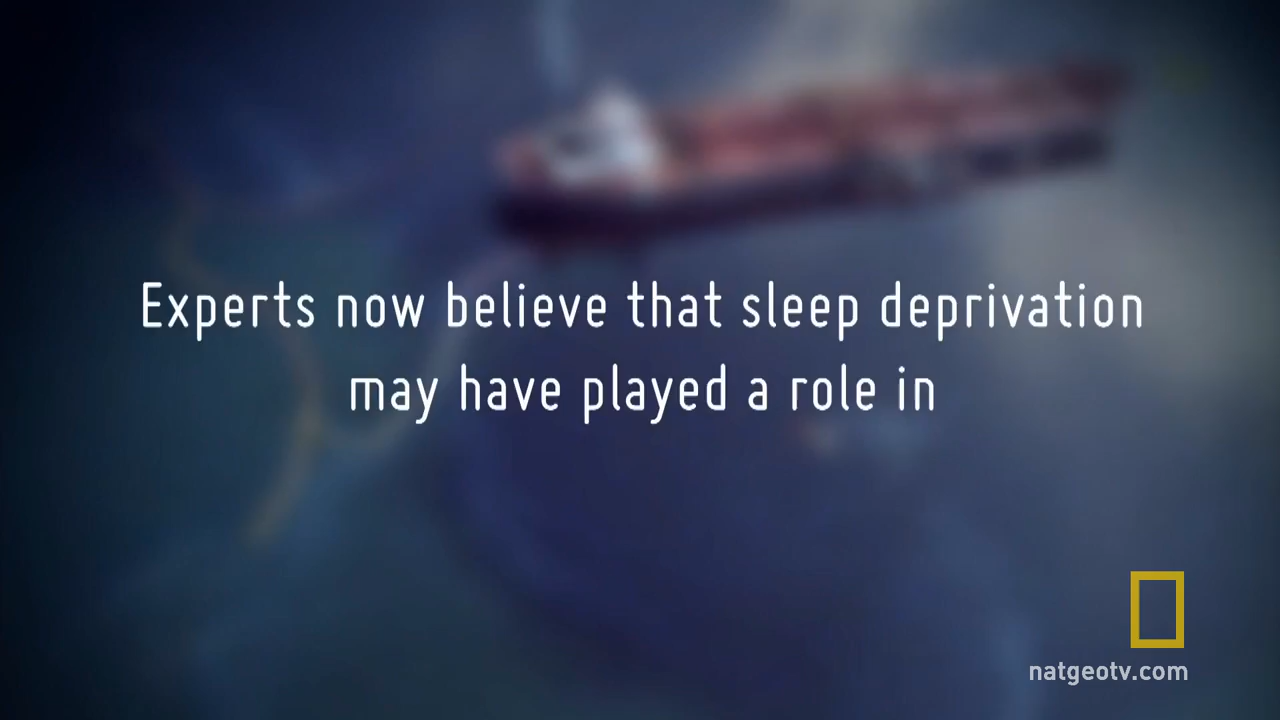 Experts now believe that sleep deprivation
may have played a role in
natgeotv.com